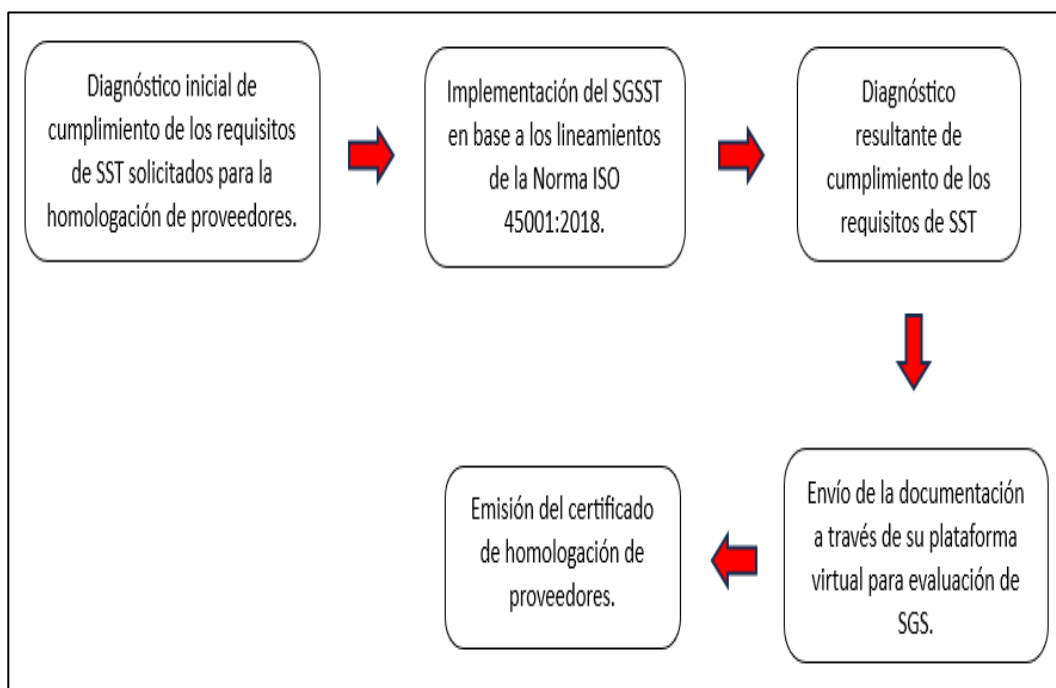 Diagnóstico inicial de
cumplimiento de los requisitos
de SST solicitados para la
homologación de proveedores.
Implementación del SGSST
en base a los lineamientos
de la Norma ISO
45001:2018.
Diagnóstico
resultante de
cumplimiento de los
requisitos de SST
Envío de la documentación
a través de su plataforma
virtual para evaluación de
SGS.
Emisión del certificado
de homologación de
proveedores.